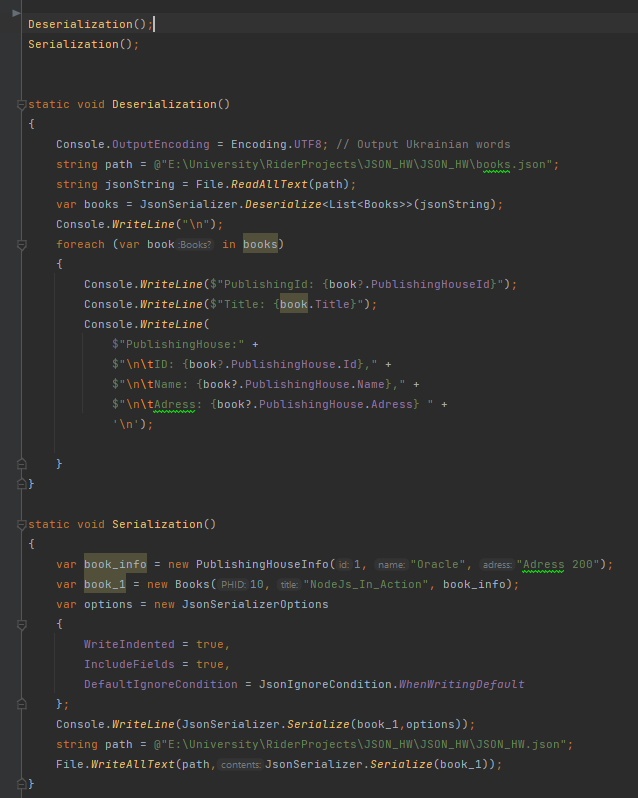 Deserialization();
Serialization();
static void Deserialization()
{
Console.OutputEncoding = Encoding.UTF8; // Output Ukrainian words
string path = @"E:\University\RiderProjects\JSON_HW\JSON_HW\books.json";
string jsonString = File.ReadAllText(path);
var books = JsonSerializer.Deserialize<List<Books>>(jsonString);
Console.WriteLine("\n");
foreach (var book :Books? in books)
{
Console.WriteLine($"PublishingId: {book?.PublishingHouseId}");
Console.WriteLine($"Title: {book.Title}");
Console.WriteLine(
$"PublishingHouse:" +
$"\n\tID: {book?.PublishingHouse.Id}," +
$"\n\tName: {book?.PublishingHouse.Name}," +
$"\n\tAdress: {book?.PublishingHouse.Adress} " +
'\n');
}
}
static void Serialization()
{
var book_info = new PublishingHouseInfo( id: 1, name: "Oracle", adress: "Adress 200");
var book_1 = new Books( PHID: 10, title: "NodeJs_In_Action", book_info);
var options = new JsonSerializerOptions
{
WriteIndented = true,
IncludeFields = true,
DefaultIgnoreCondition = JsonIgnoreCondition.WhenWritingDefault
};
Console.WriteLine(JsonSerializer.Serialize(book_1,options));
string path = @"E:\University\RiderProjects\JSON_HW\JSON_HW\JSON_HW.json";
File.WriteAllText(path, contents: JsonSerializer.Serialize(book_1));
}